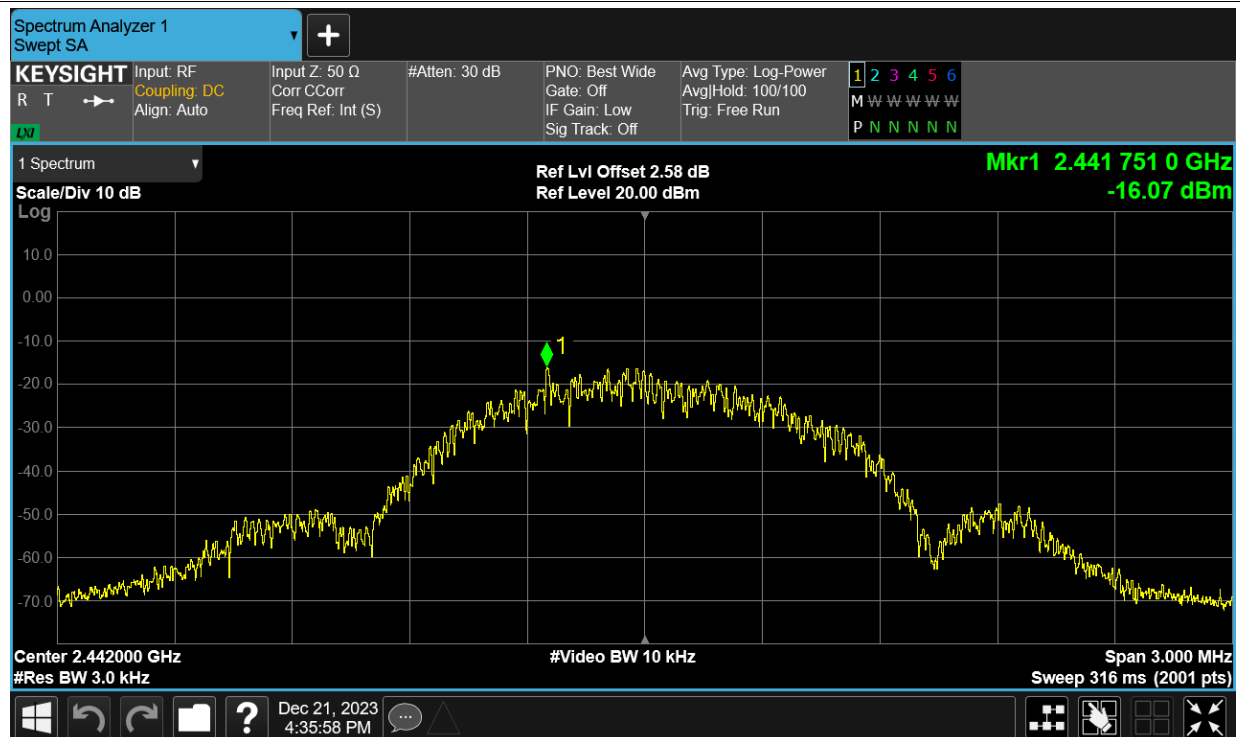 Spectrum Analyzer 1
Swept SA
+
KEYSIGHT
R T
LXI
Input: RF
Coupling: DC
Align: Auto
Input Z: 50 Ω
Corr CCorr
Freq Ref: Int (S)
#Atten: 30 dB
PNO: Best Wide
Gate: Off
IF Gain: Low
Sig Track: Off
Avg Type: Log-Power
Avg|Hold: 100/100
Trig: Free Run
1 2 3 4 5 6
M W W W W W
P N N N N N N
1 Spectrum
Scale/Div 10 dB
Ref Lvl Offset 2.58 dB
Ref Level 20.00 dBm
Mkr1 2.441 751 0 GHz
-16.07 dBm
Log
10.0
0.00
-10.0
-20.0
-30.0
-40.0
-50.0
-60.0
-70.0
1
Center 2.442000 GHz
#Res BW 3.0 kHz
#Video BW 10 kHz
Span 3.000 MHz
Sweep 316 ms (2001 pts)
?
Dec 21, 2023
4:35:58 PM